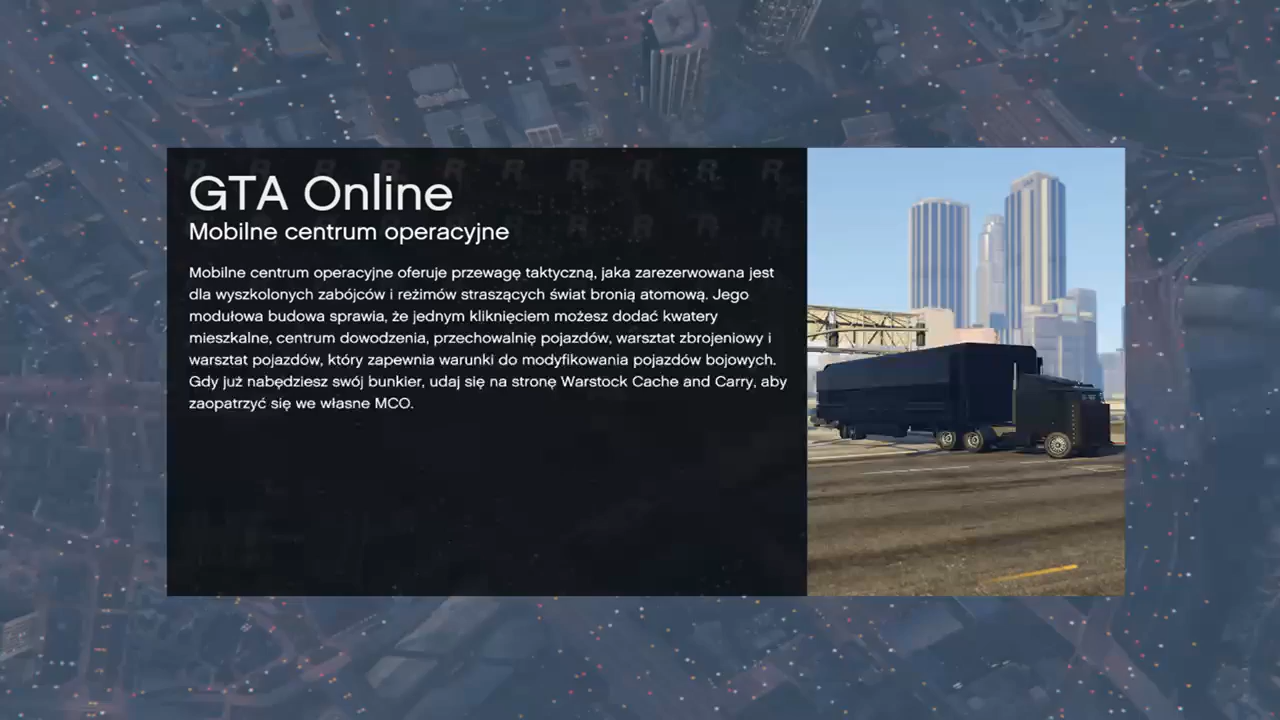 GTA Online
Mobilne centrum operacyjne
Mobilne centrum operacyjne oferuje przewagę taktyczną, jaka zarezerwowana jest
dla wyszkolonych zabójców i reżimów straszących świat bronią atomową. Jego
modułowa budowa sprawia, że jednym kliknięciem możesz dodać kwatery
mieszkalne, centrum dowodzenia, przechowalnię pojazdów, warsztat zbrojeniowy i
warsztat pojazdów, który zapewnia warunki do modyfikowania pojazdów bojowych.
Gdy już nabędziesz swój bunkier, udaj się na stronę Warstock Cache and Carry, aby
zaopatrzyć się we własne MCO.